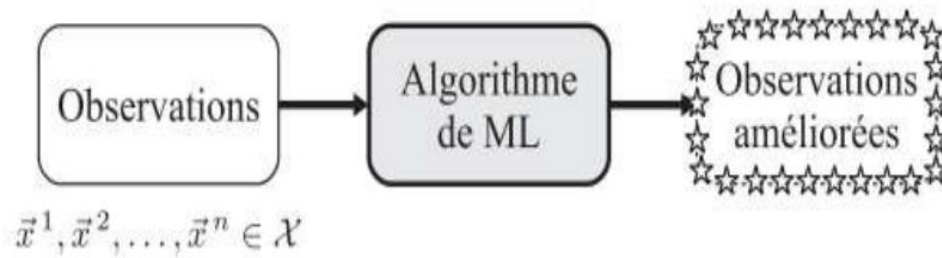 Observations
Algorithme
de ML
Observations
améliorées
$\vec{x}^1, \vec{x}^2, \ldots, \vec{x}^n \in \mathcal{X}$